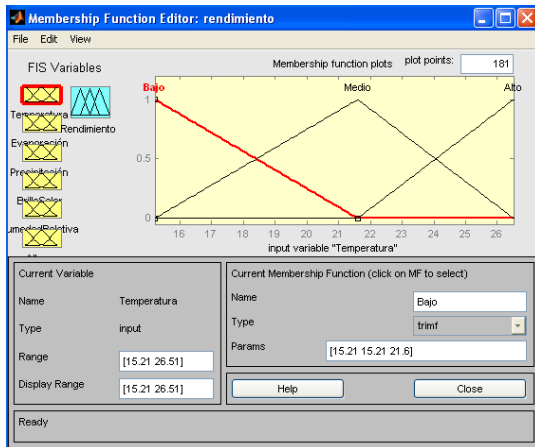 Membership Function Editor: rendimiento
File Edit View
FIS Variables
Membership function plots plot points: 181
Bajo Medio Alto
Temperatura
Rendimiento
Evaporación
Precipitación
BrilloSolar
umedadRelativa
1
0.5
0
16 17 18 19 20 21 22 23 24 25 26
input variable "Temperatura"
Current Variable
Name Temperatura
Type input
Range [15.21 26.51]
Display Range [15.21 26.51]
Current Membership Function (click on MF to select)
Name Bajo
Type trimf
Params [15.21 15.21 21.6]
Help Close
Ready